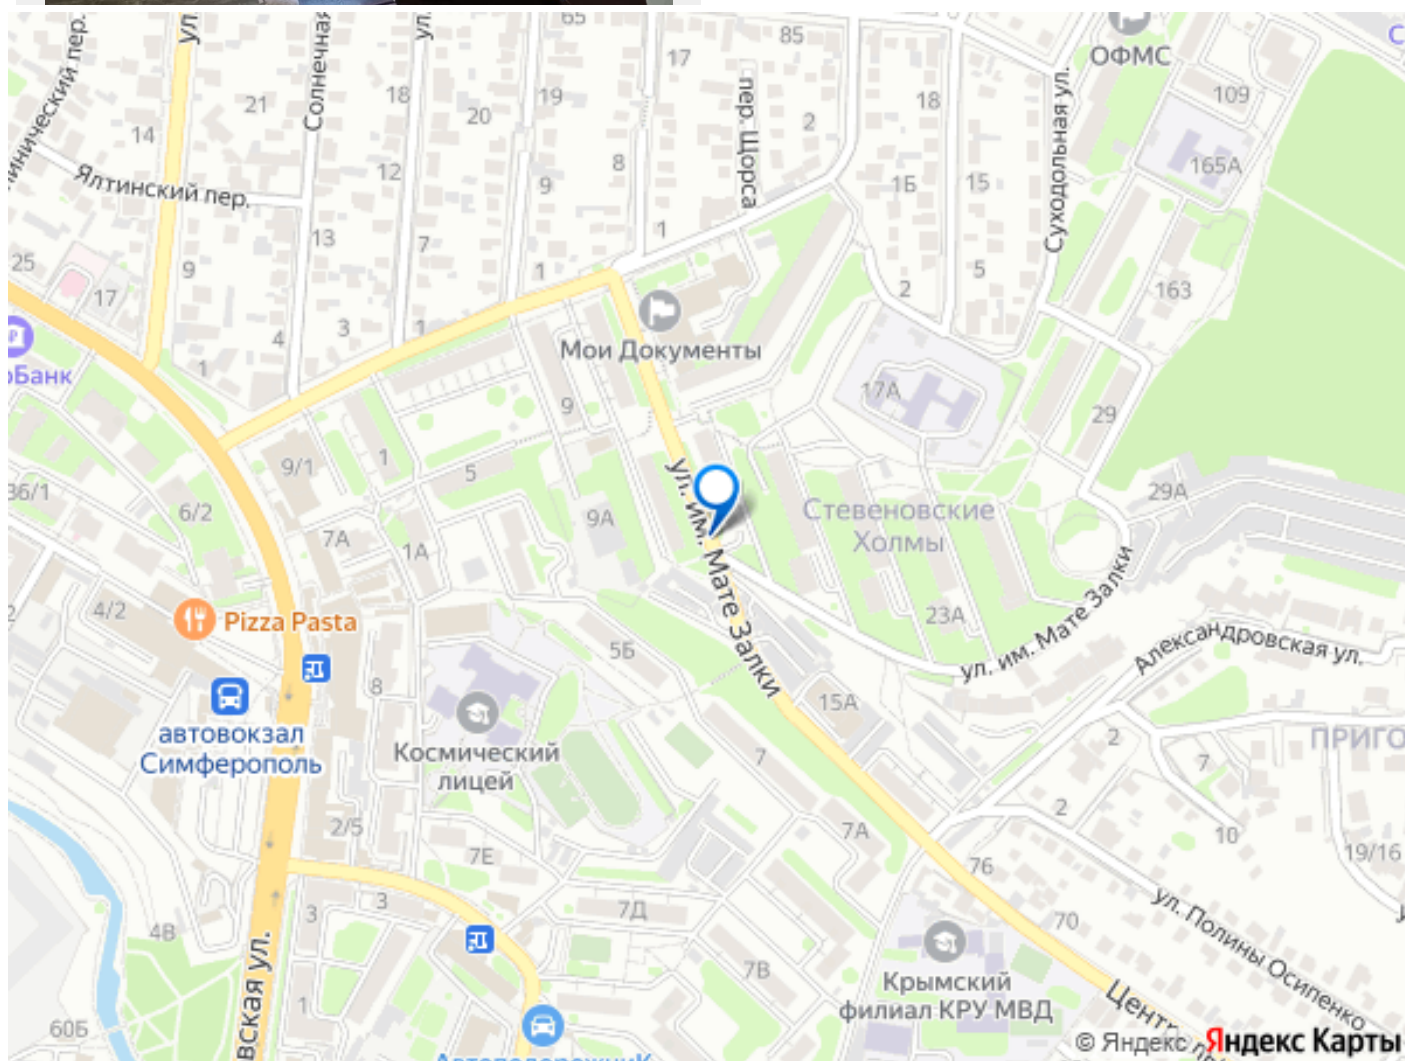 ул.
Солнечная
ул.
65
85
ОФМС
С
17
19
21
18
20
14
пер. Щорса
2
18
109
165А
Суходольная ул.
Ялтинский пер.
12
8
9
1Б
15
13
7
1
25
9
17
1
5
2
163
4
3
1
Мои Документы
1
17А
9
29
1
5
9/1
36/1
6/2
7А
9А
1А
29А
Стевеновские
Холмы
ул. им. Мате Залки
ул. им. Мате Залки
4/2
Pizza Pasta
5Б
23А
Александровская ул.
8
15А
автовокзал
Симферополь
Космический
лицей
7
2
7
ПРИГО
2
10
2/5
7А
7Е
76
19/16
3
3
7Д
70
ул. Полины Осипенко
4В
7В
Крымский
филиал КРУ МВД
1
60Б
© Яндекс Яндекс Карты